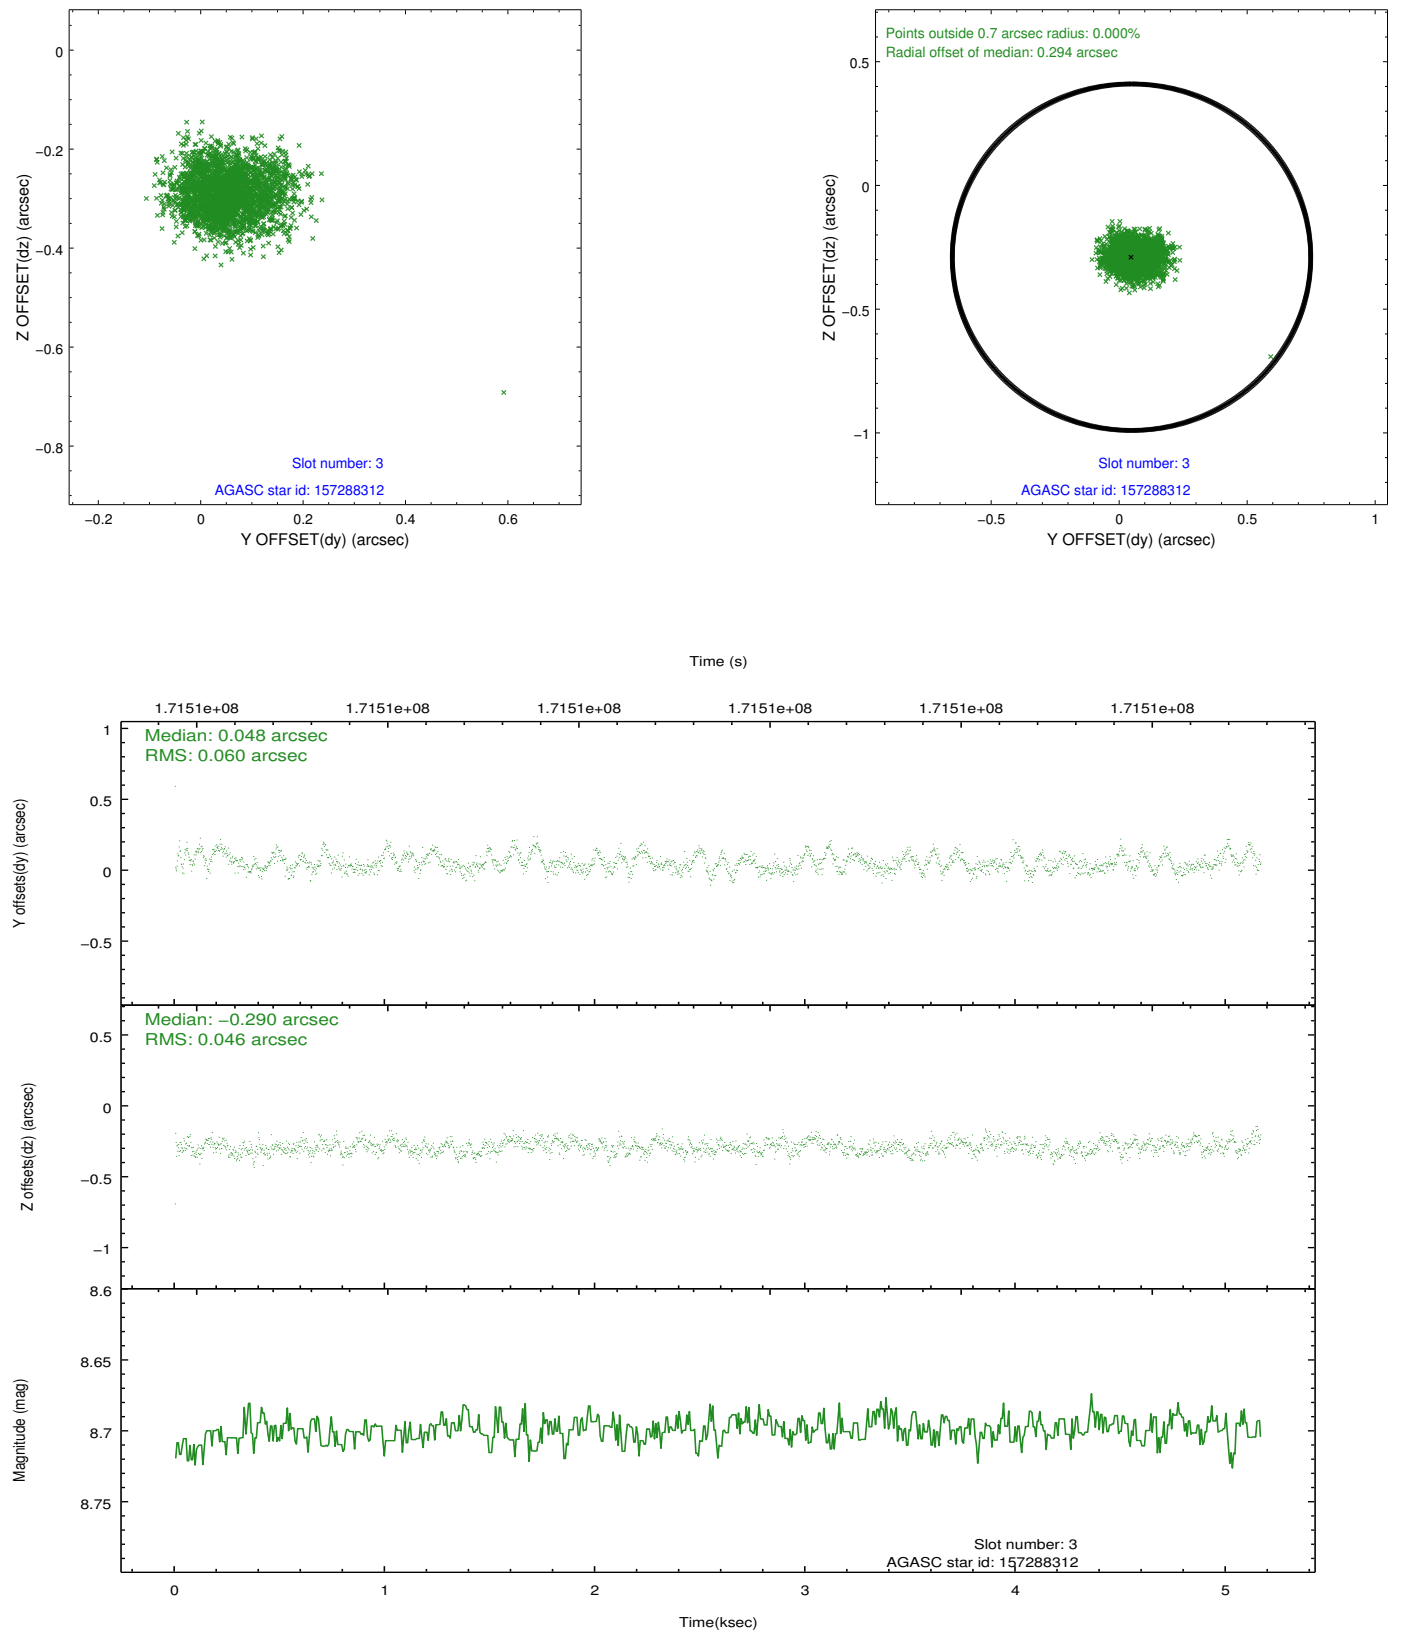 0
−0.2
−0.4
−0.6
−0.8
Z OFFSET(dz) (arcsec)
Slot number: 3
AGASC star id: 157288312
−0.2 0 0.2 0.4 0.6
Y OFFSET(dy) (arcsec)
Points outside 0.7 arcsec radius: 0.000%
Radial offset of median: 0.294 arcsec
0.5
0
−0.5
−1
Z OFFSET(dz) (arcsec)
Slot number: 3
AGASC star id: 157288312
−0.5 0 0.5 1
Y OFFSET(dy) (arcsec)
Time (s)
1.7151e+08 1.7151e+08 1.7151e+08 1.7151e+08 1.7151e+08 1.7151e+08
Median: 0.048 arcsec
RMS: 0.060 arcsec
1
0.5
0
−0.5
Y offsets(dy) (arcsec)
Median: −0.290 arcsec
RMS: 0.046 arcsec
0.5
0
−0.5
−1
Z offsets(dz) (arcsec)
8.6
8.65
8.7
8.75
Magnitude (mag)
Slot number: 3
AGASC star id: 157288312
0 1 2 3 4 5
Time(ksec)